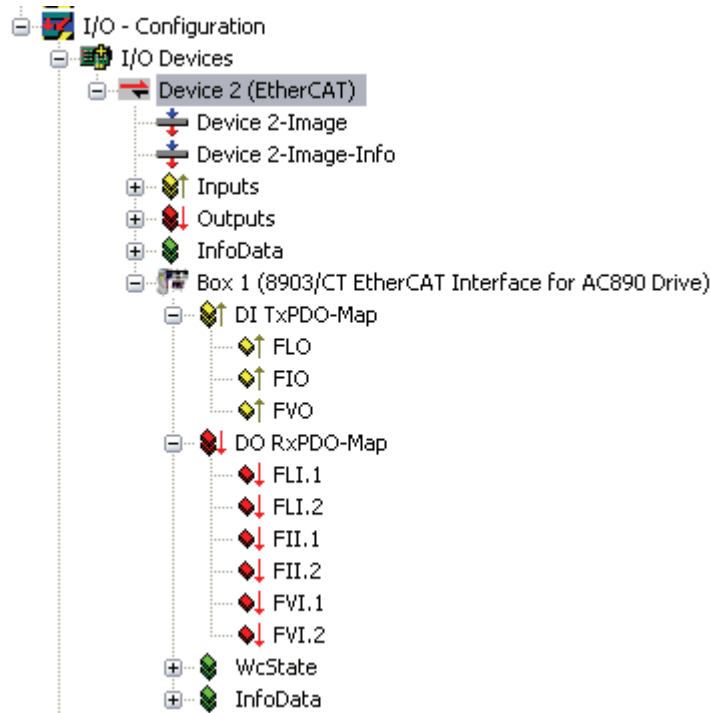 I/O - Configuration
I/O Devices
Device 2 (EtherCAT)
Device 2-Image
Device 2-Image-Info
Inputs
Outputs
InfoData
Box 1 (8903/CT EtherCAT Interface for AC890 Drive)
DI TxPDO-Map
FLO
FIO
FVO
DO RxPDO-Map
FLI.1
FLI.2
FII.1
FII.2
FVI.1
FVI.2
WcState
InfoData